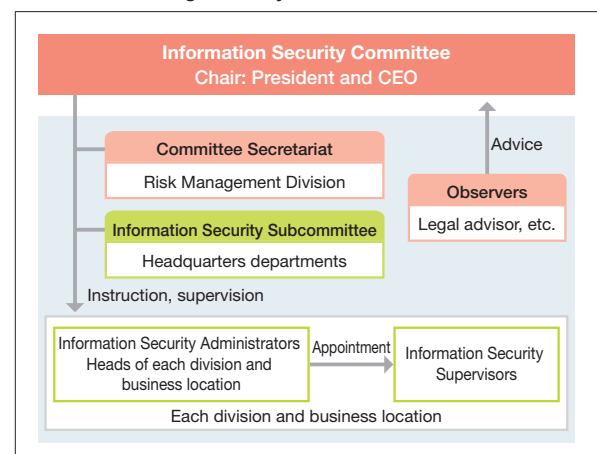 Information Security Committee
Chair: President and CEO
Committee Secretariat
Risk Management Division
Advice
Observers
Legal advisor, etc.
Information Security Subcommittee
Headquarters departments
Instruction, supervision
Information Security Administrators
Heads of each division and
business location
Appointment
Information Security
Supervisors
Each division and business location